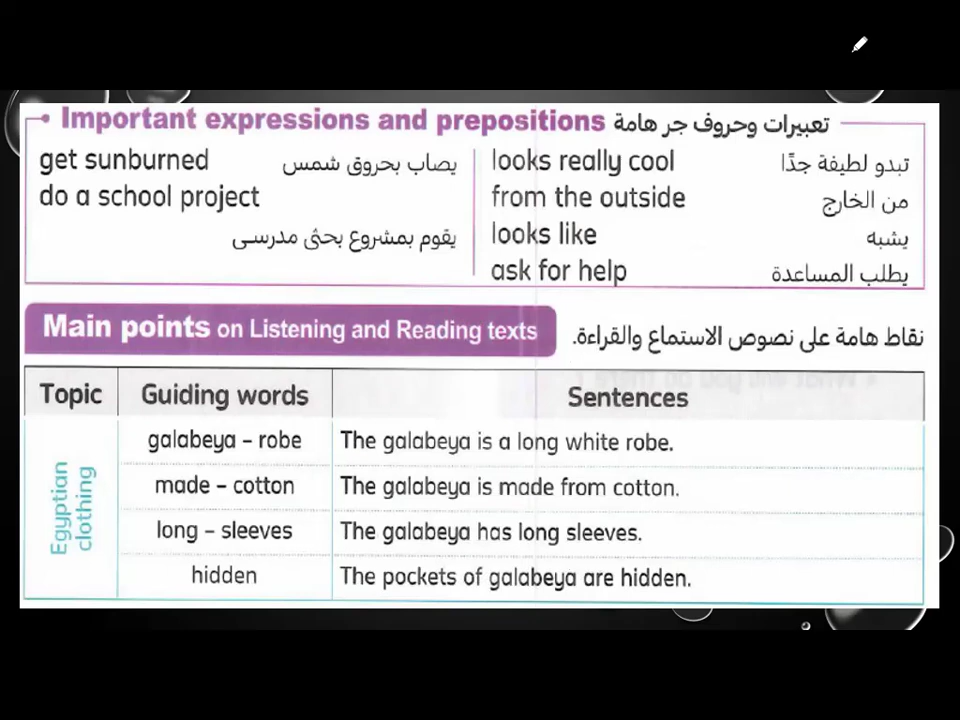 Important expressions and prepositions تعبيرات وحروف جر هامة
get sunburned يصاب بحروق شمس
do a school project
يقوم بمشروع بحثى مدرسى
looks really cool تبدو لطيفة جدًا
from the outside من الخارج
looks like يشبه
ask for help يطلب المساعدة
Main points on Listening and Reading texts نقاط هامة على نصوص الاستماع والقراءة.
Topic Guiding words Sentences
Egyptian clothing
galabeya – robe The galabeya is a long white robe.
made – cotton The galabeya is made from cotton.
long – sleeves The galabeya has long sleeves.
hidden The pockets of galabeya are hidden.